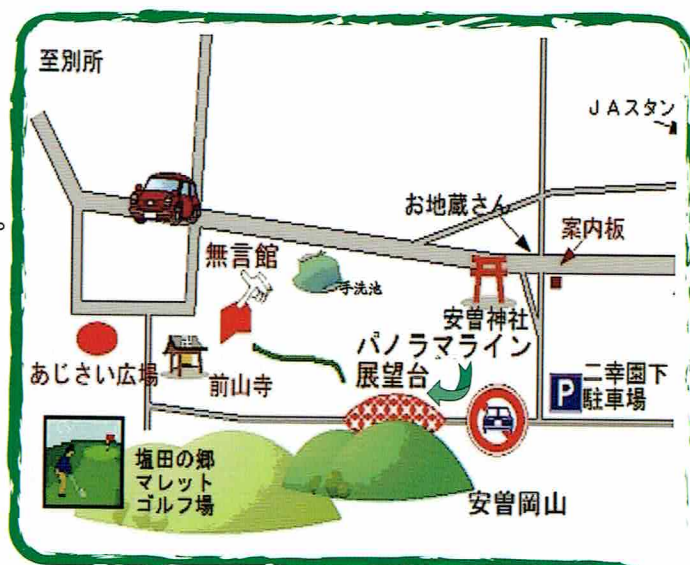 至別所
JAスタン
お地蔵さん
案内板
無言館
手洗池
安曽神社
パノラマライン
展望台
あじさい広場
前山寺
P
二幸園下
駐車場
塩田の郷
マレット
ゴルフ場
安曽岡山